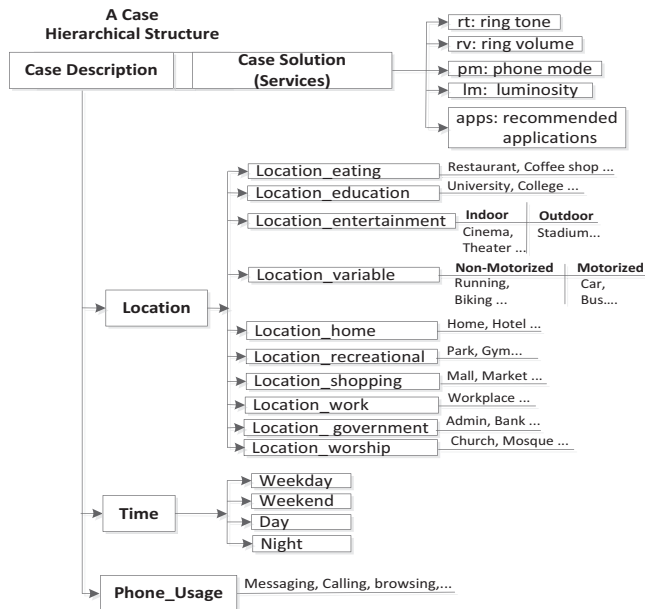 A Case
Hierarchical Structure
Case Description
Case Solution
(Services)
rt: ring tone
rv: ring volume
pm: phone mode
lm: luminosity
apps: recommended
applications
Location
Location_eating
Restaurant, Coffee shop ...
Location_education
University, College ...
Location_entertainment
Indoor
Cinema,
Theater ...
Outdoor
Stadium...
Location_variable
Non-Motorized
Running,
Biking ...
Motorized
Car,
Bus....
Location_home
Home, Hotel ...
Location_recreational
Park, Gym...
Location_shopping
Mall, Market ...
Location_work
Workplace ...
Location_ government
Admin, Bank ...
Location_worship
Church, Mosque ...
Time
Weekday
Weekend
Day
Night
Phone_Usage
Messaging, Calling, browsing,...